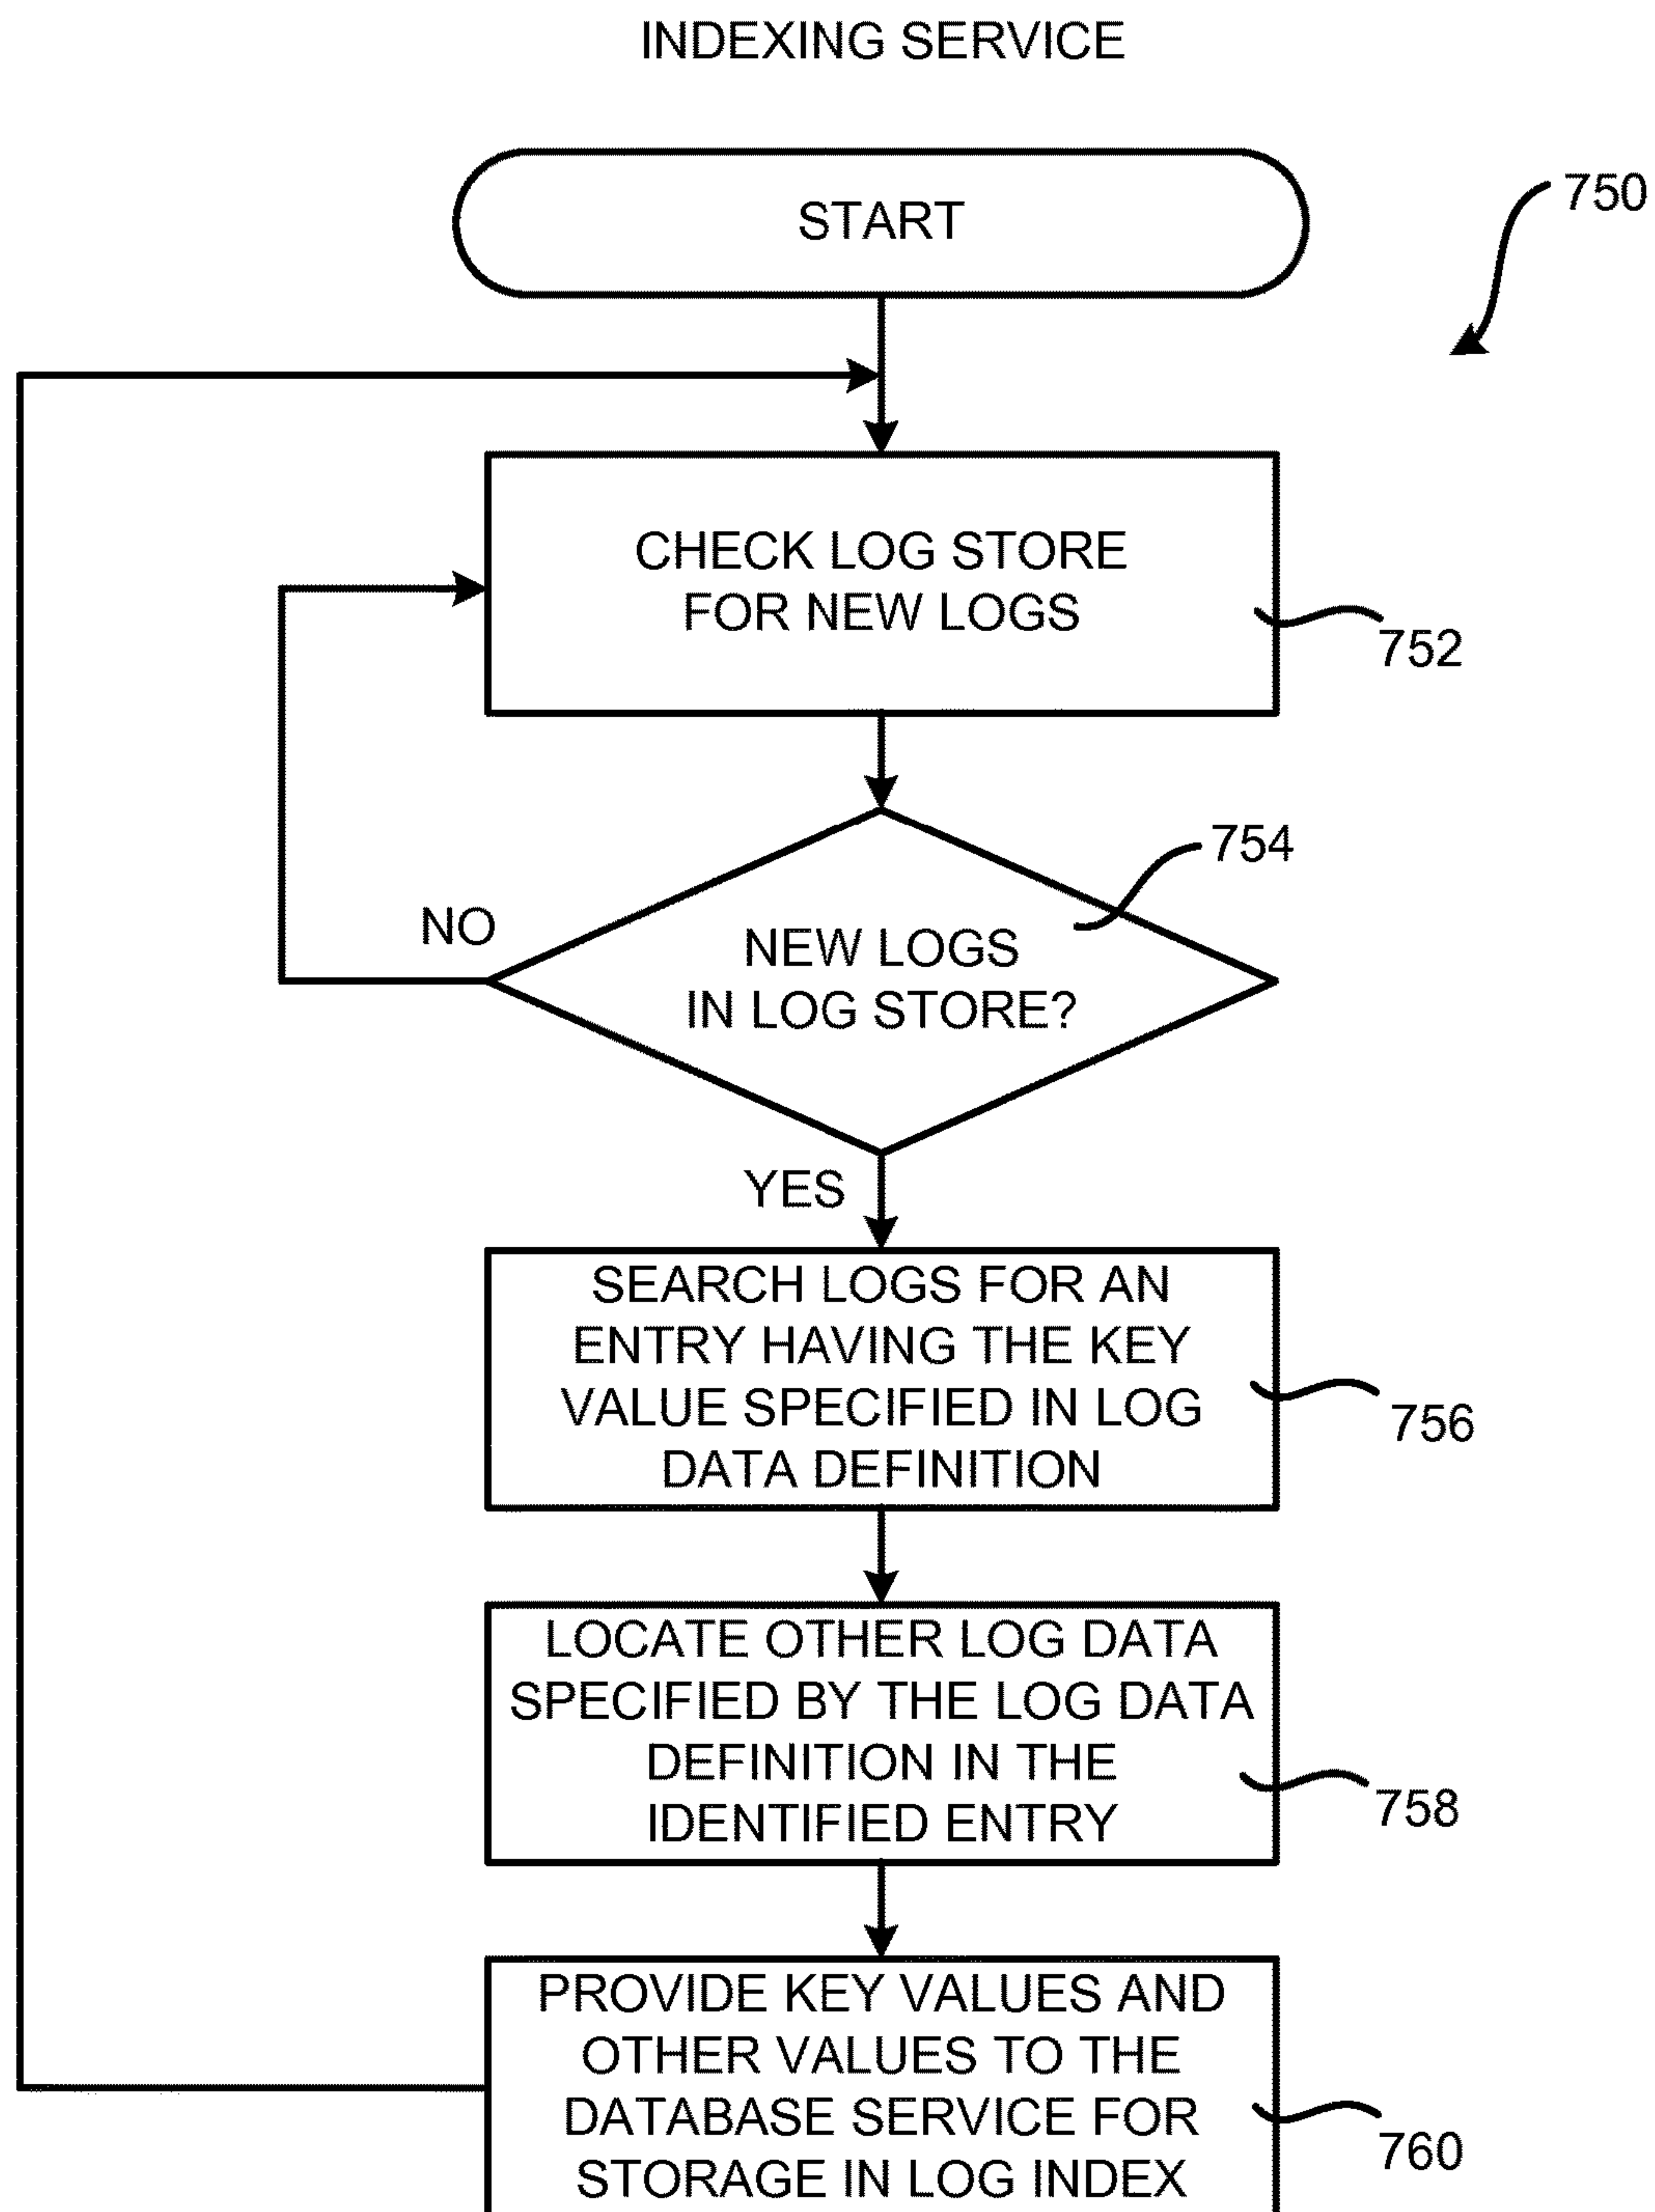 INDEXING SERVICE
START
750
CHECK LOG STORE
FOR NEW LOGS
752
754
NO
NEW LOGS
IN LOG STORE?
YES
SEARCH LOGS FOR AN
ENTRY HAVING THE KEY
VALUE SPECIFIED IN LOG
DATA DEFINITION
756
LOCATE OTHER LOG DATA
SPECIFIED BY THE LOG DATA
DEFINITION IN THE
IDENTIFIED ENTRY
758
PROVIDE KEY VALUES AND
OTHER VALUES TO THE
DATABASE SERVICE FOR
STORAGE IN LOG INDEX
760